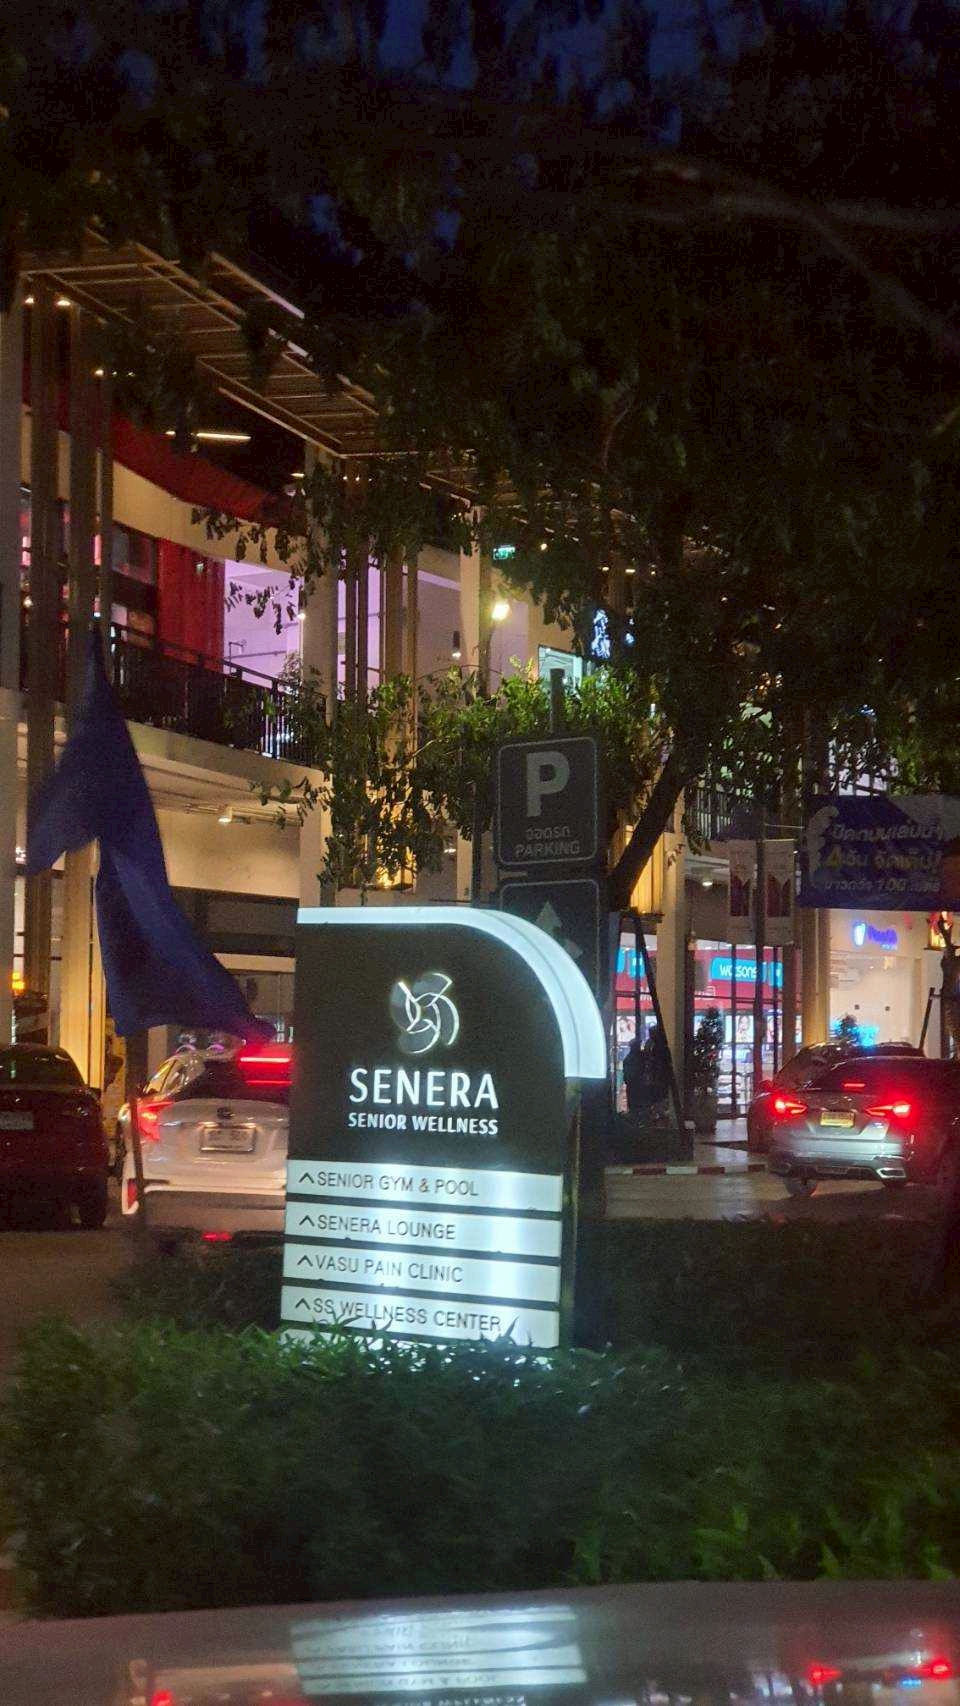 P
จอดรถ
PARKING
SENERA
SENIOR WELLNESS
SENIOR GYM & POOL
SENERA LOUNGE
VASU PAIN CLINIC
SS WELLNESS CENTER
watsons